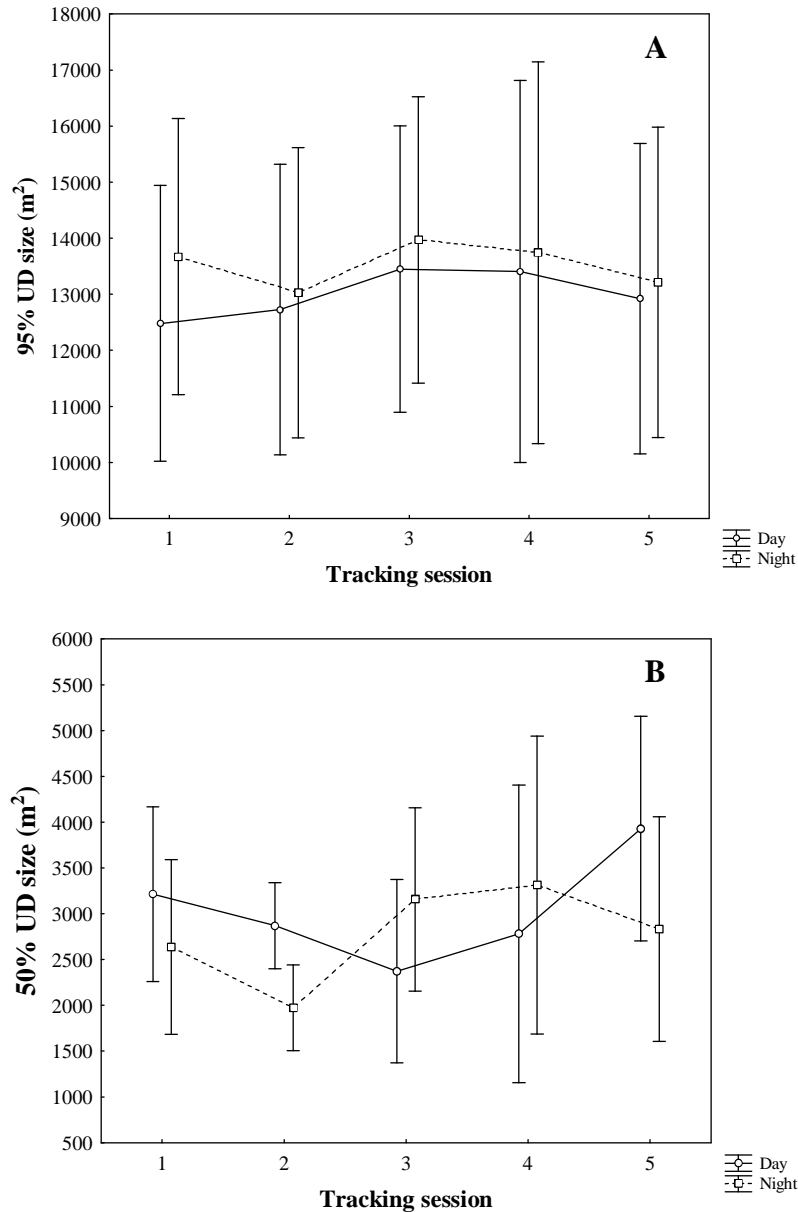 A
18000
17000
16000
15000
14000
13000
12000
11000
10000
9000
95% UD size (m²)
1 2 3 4 5
Tracking session
Day
Night
B
6000
5500
5000
4500
4000
3500
3000
2500
2000
1500
1000
500
50% UD size (m²)
1 2 3 4 5
Tracking session
Day
Night